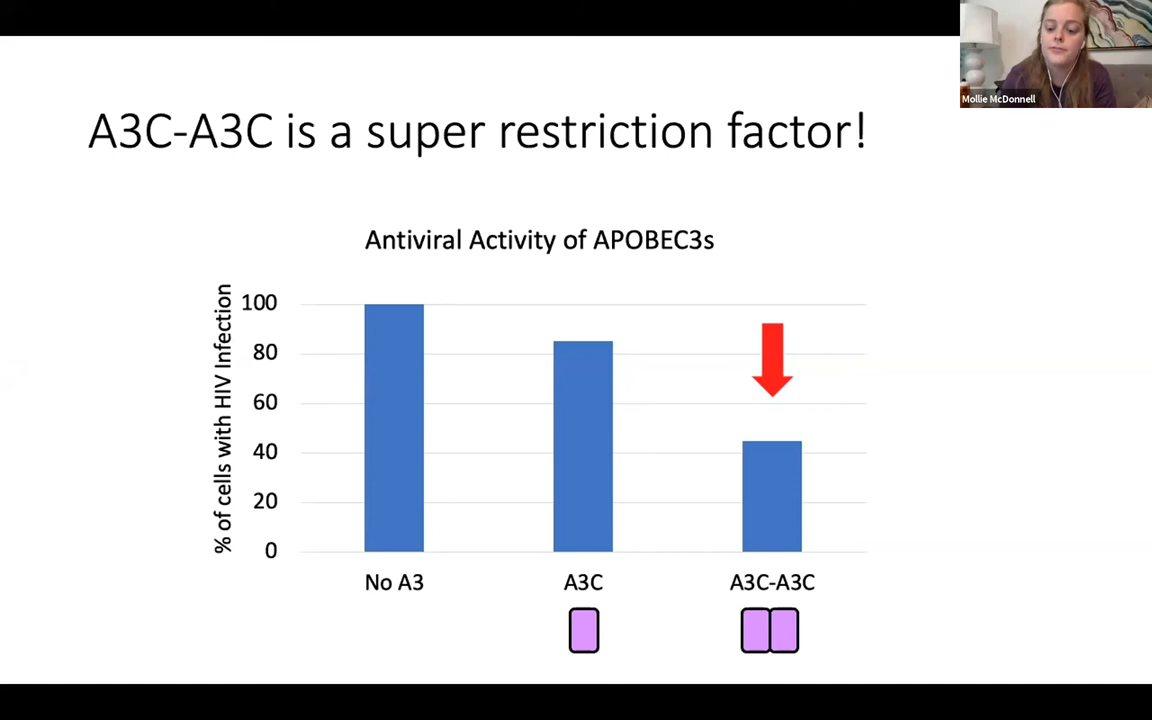 Mollie McDonnell
A3C-A3C is a super restriction factor!
Antiviral Activity of APOBEC3s
% of cells with HIV Infection
100
80
60
40
20
0
No A3
A3C
A3C-A3C